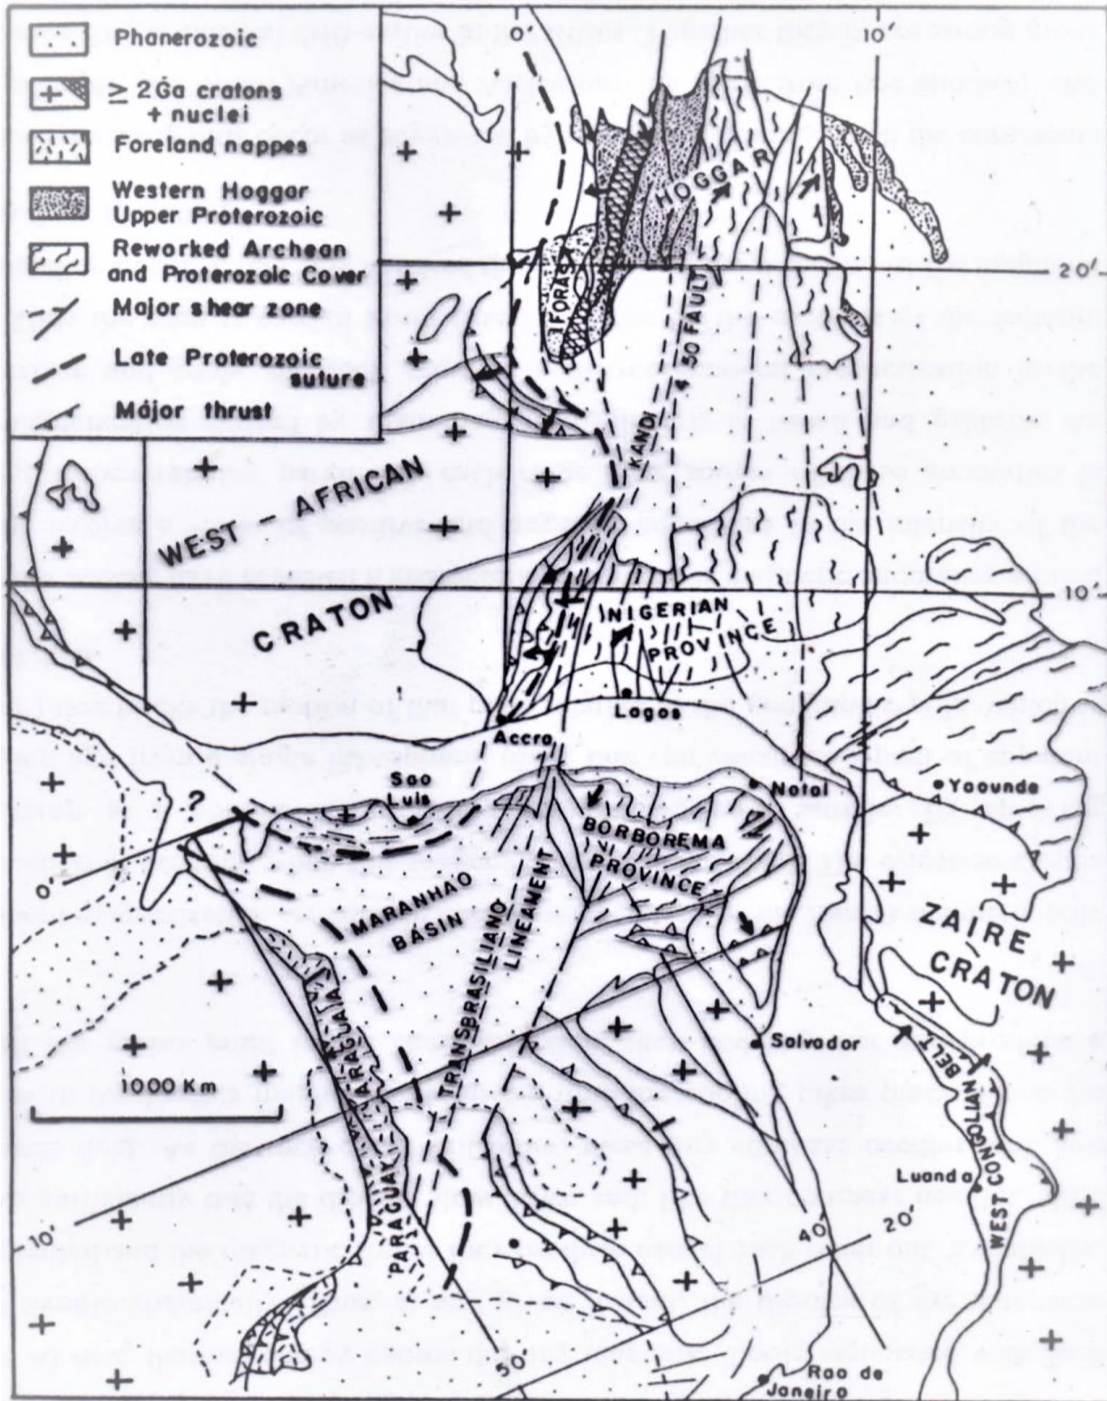 Phanerozoic
≥ 2Ga cratons
+ nuclei
Foreland nappes
Western Hoggar
Upper Proterozoic
Reworked Archean
and Proterozoic Cover
Major shear zone
Late Proterozoic
suture
Major thrust
0°
10°
HOGGAR
20°
IFORAS
KANDI
4° 50 FAULT
WEST – AFRICAN
CRATON
10°
NIGERIAN
PROVINCE
Lagos
Accra
Sao
Luis
Natal
Yaounde
?
BORBOREMA
PROVINCE
0°
MARANHAO
BASIN
TRANSBRASILIANO
LINEAMENT
ZAIRE
CRATON
ARAGUAIA
Salvador
1000 Km
WEST CONGOLIAN
BELT
Luanda
PARAGUAI
10°
40°
20°
50°
Rao de
Janeiro